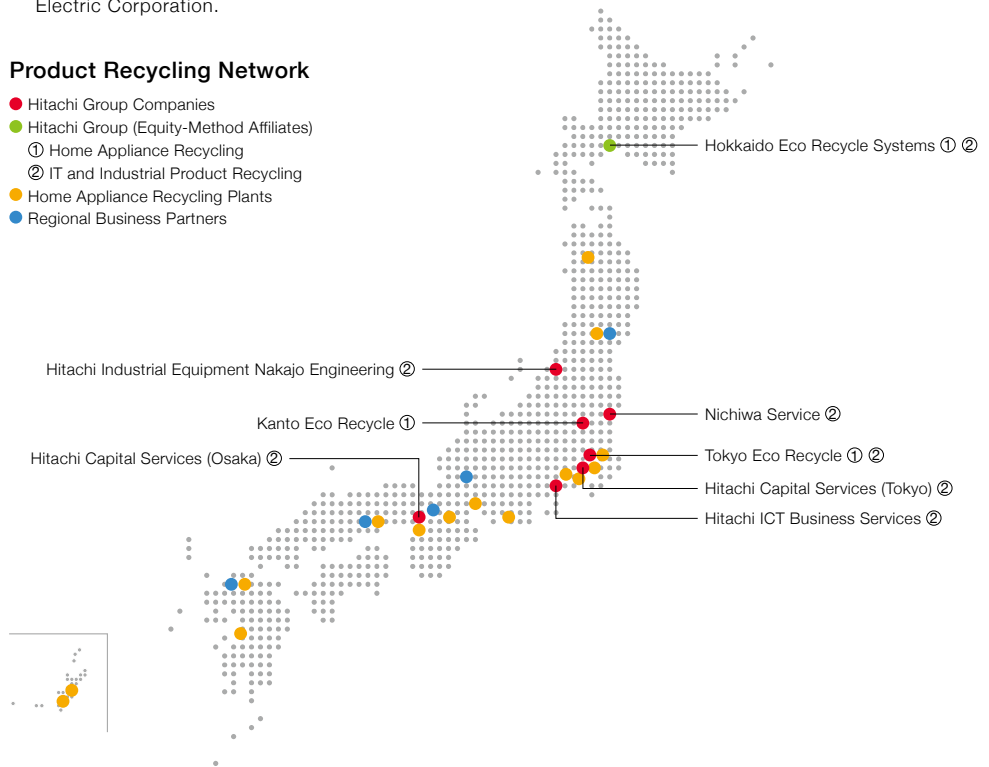 Electric Corporation.
Product Recycling Network
Hitachi Group Companies
Hitachi Group (Equity-Method Affiliates)
① Home Appliance Recycling
② IT and Industrial Product Recycling
Home Appliance Recycling Plants
Regional Business Partners
Hokkaido Eco Recycle Systems ① ②
Hitachi Industrial Equipment Nakajo Engineering ②
Nichiwa Service ②
Kanto Eco Recycle ①
Tokyo Eco Recycle ① ②
Hitachi Capital Services (Osaka) ②
Hitachi Capital Services (Tokyo) ②
Hitachi ICT Business Services ②